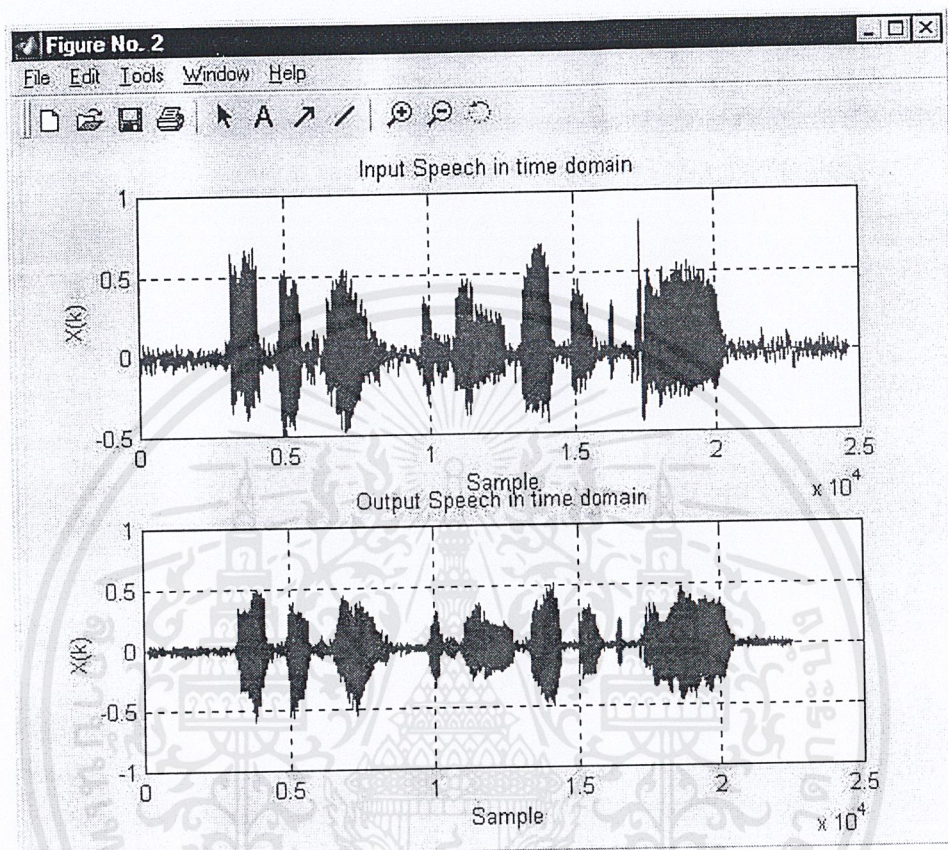 Figure No. 2
File Edit Tools Window Help
A
Input Speech in time domain
1
0.5
0
-0.5
X(k)
0 0.5 1 1.5 2 2.5
Sample
x 10^4
Output Speech in time domain
1
0.5
0
-0.5
-1
X(k)
0 0.5 1 1.5 2 2.5
Sample
x 10^4